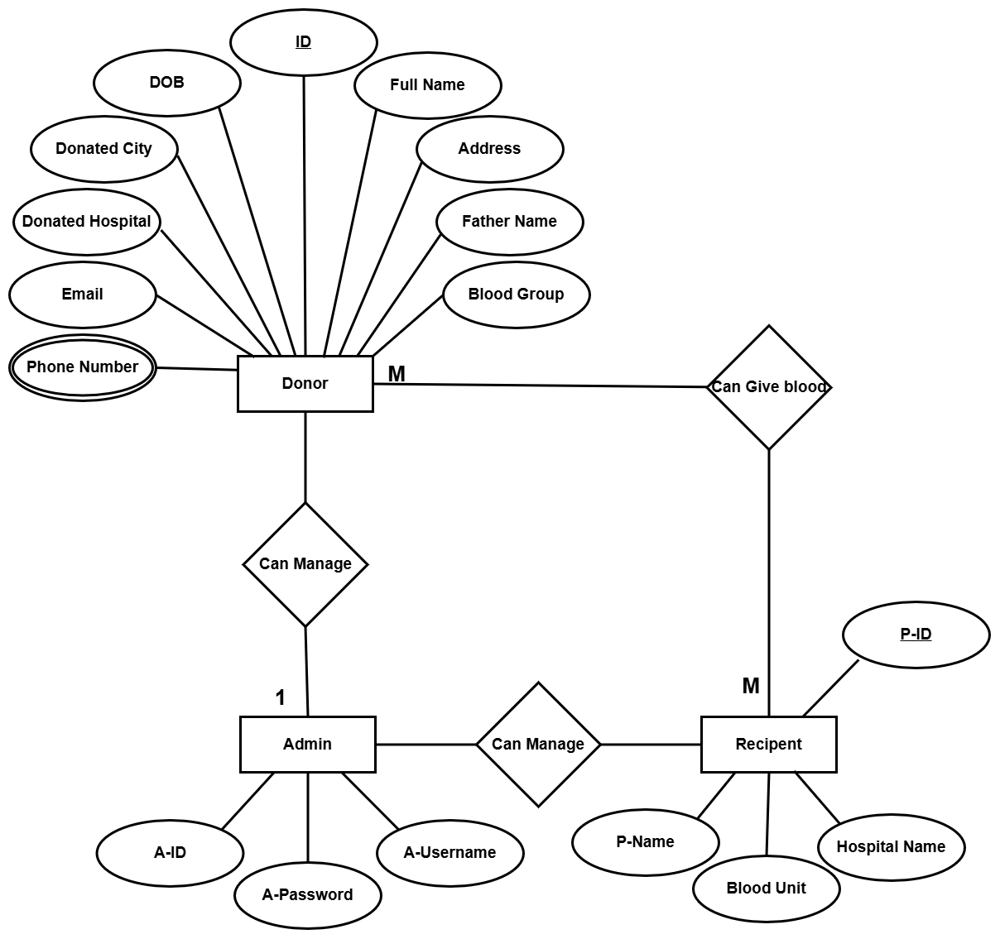 ID
DOB
Full Name
Donated City
Address
Donated Hospital
Father Name
Email
Blood Group
Phone Number
Donor
M
Can Give blood
Can Manage
P-ID
1
M
Admin
Can Manage
Recipent
A-ID
A-Username
P-Name
Hospital Name
A-Password
Blood Unit